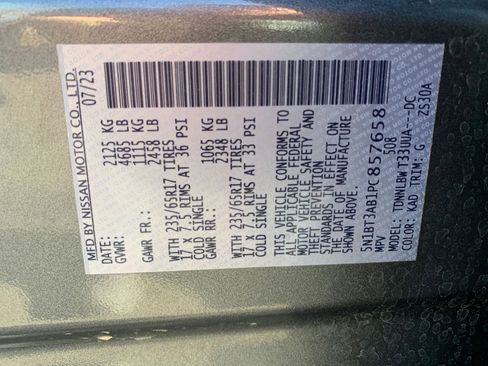 MFD BY NISSAN MOTOR CO., LTD.
DATE: 07/23
GVWR: 2125 KG
4685 LB
GAWR FR.: 1115 KG
2458 LB
WITH 235/65R17 TIRES
17 x 7.5 RIMS AT 36 PSI
COLD SINGLE
GAWR RR.: 1065 KG
2348 LB
WITH 235/65R17 TIRES
17 x 7.5 RIMS AT 33 PSI
COLD SINGLE
THIS VEHICLE CONFORMS TO
ALL APPLICABLE FEDERAL
MOTOR VEHICLE SAFETY AND
THEFT PREVENTION
STANDARDS IN EFFECT ON
THE DATE OF MANUFACTURE
SHOWN ABOVE.
5N1BT3AB1PC857658
MPV 508
MODEL: TDNNLBW T33UUA---DC
COLOR: KAD TRIM: G ZS30A